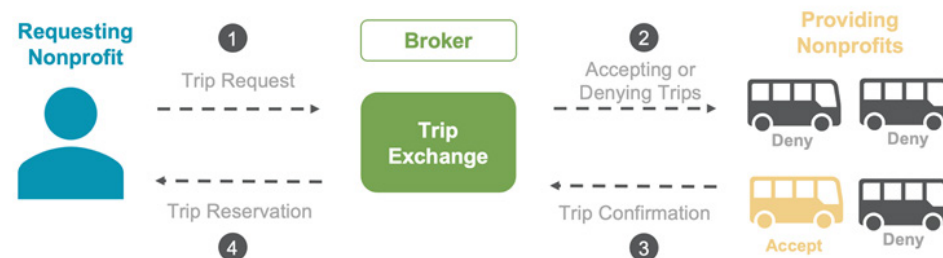 Requesting
Nonprofit
1
Trip Request
Broker
Trip
Exchange
2
Accepting or
Denying Trips
Providing
Nonprofits
Deny
Deny
Trip Reservation
4
Trip Confirmation
3
Accept
Deny